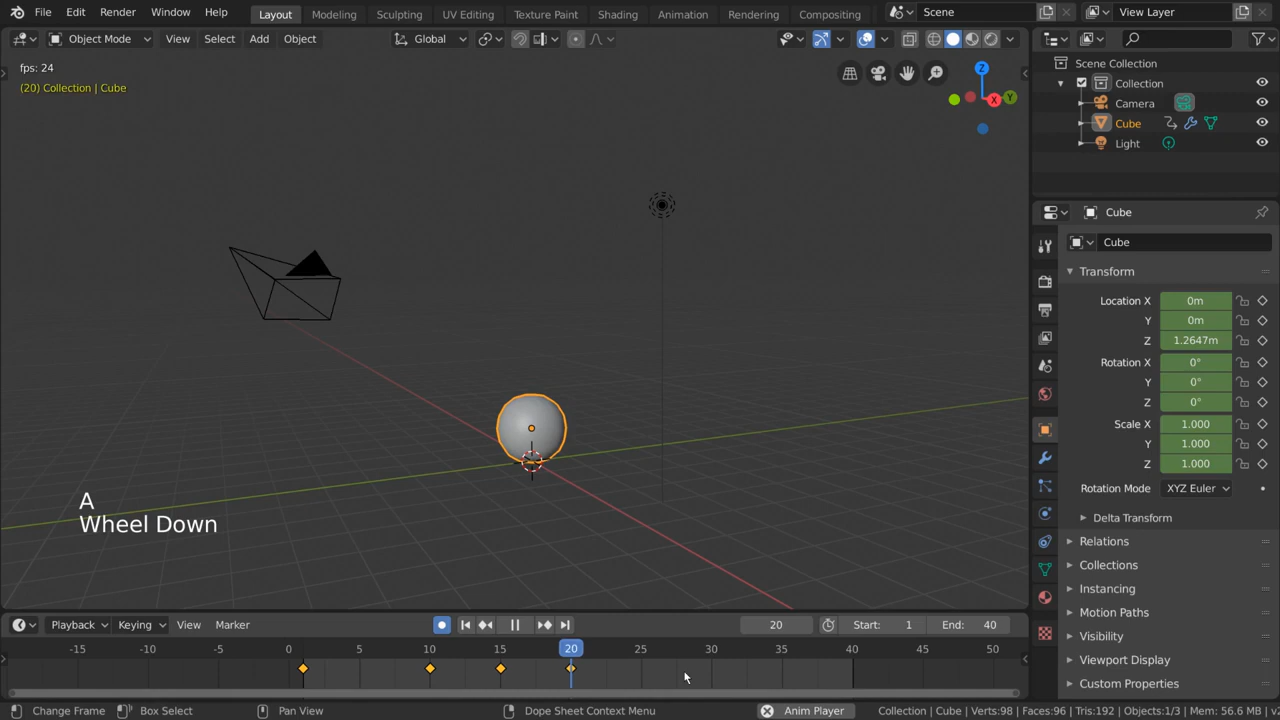 File Edit Render Window Help Layout Modeling Sculpting UV Editing Texture Paint Shading Animation Rendering Compositing Scene View Layer
Object Mode View Select Add Object Global
fps: 24
(20) Collection | Cube
Z
X
Y
A
Wheel Down
Scene Collection
Collection
Camera
Cube
Light
Cube
Cube
Transform
Location X 0m
Y 0m
Z 1.2647m
Rotation X 0°
Y 0°
Z 0°
Scale X 1.000
Y 1.000
Z 1.000
Rotation Mode XYZ Euler
Delta Transform
Relations
Collections
Instancing
Motion Paths
Visibility
Viewport Display
Custom Properties
Playback Keying View Marker 20 Start: 1 End: 40
-15 -10 -5 0 5 10 15 20 25 30 35 40 45 50
Change Frame Box Select Pan View Dope Sheet Context Menu Anim Player Collection | Cube | Verts:98 | Faces:96 | Tris:192 | Objects:1/3 | Mem: 56.6 MB | v2